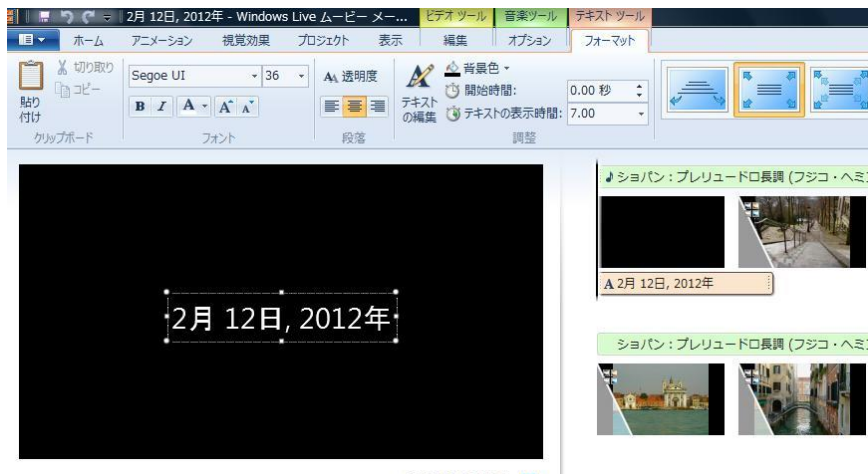 2月 12日, 2012年 - Windows Live ムービー メー...
ビデオ ツール
音楽ツール
テキスト ツール
ホーム
アニメーション
視覚効果
プロジェクト
表示
編集
オプション
フォーマット
貼り付け
切り取り
コピー
クリップボード
Segoe UI
36
B I A A A
フォント
AA 透明度
段落
テキストの編集
背景色
開始時間: 0.00 秒
テキストの表示時間: 7.00
調整
2月 12日, 2012年
ショパン : プレリュードロ長調 (フジコ・ヘミ
A 2月 12日, 2012年
ショパン : プレリュードロ長調 (フジコ・ヘミ